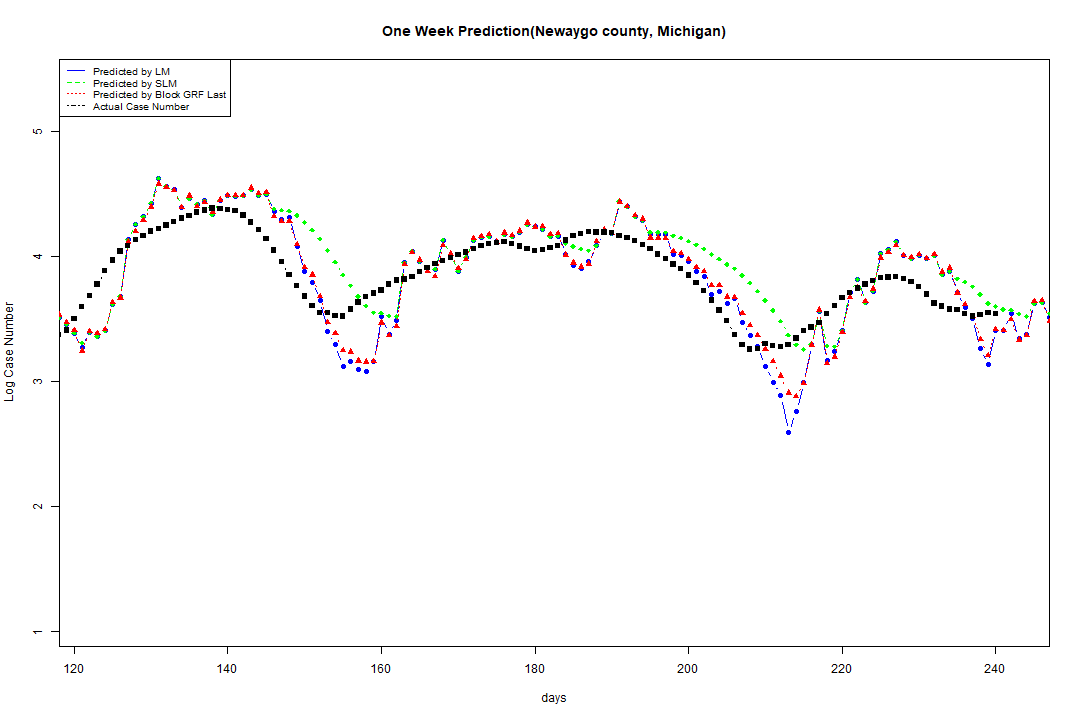 One Week Prediction(Newaygo county, Michigan)
Predicted by LM
Predicted by SLM
Predicted by Block GRF Last
Actual Case Number
5
4
3
2
1
Log Case Number
120 140 160 180 200 220 240
days